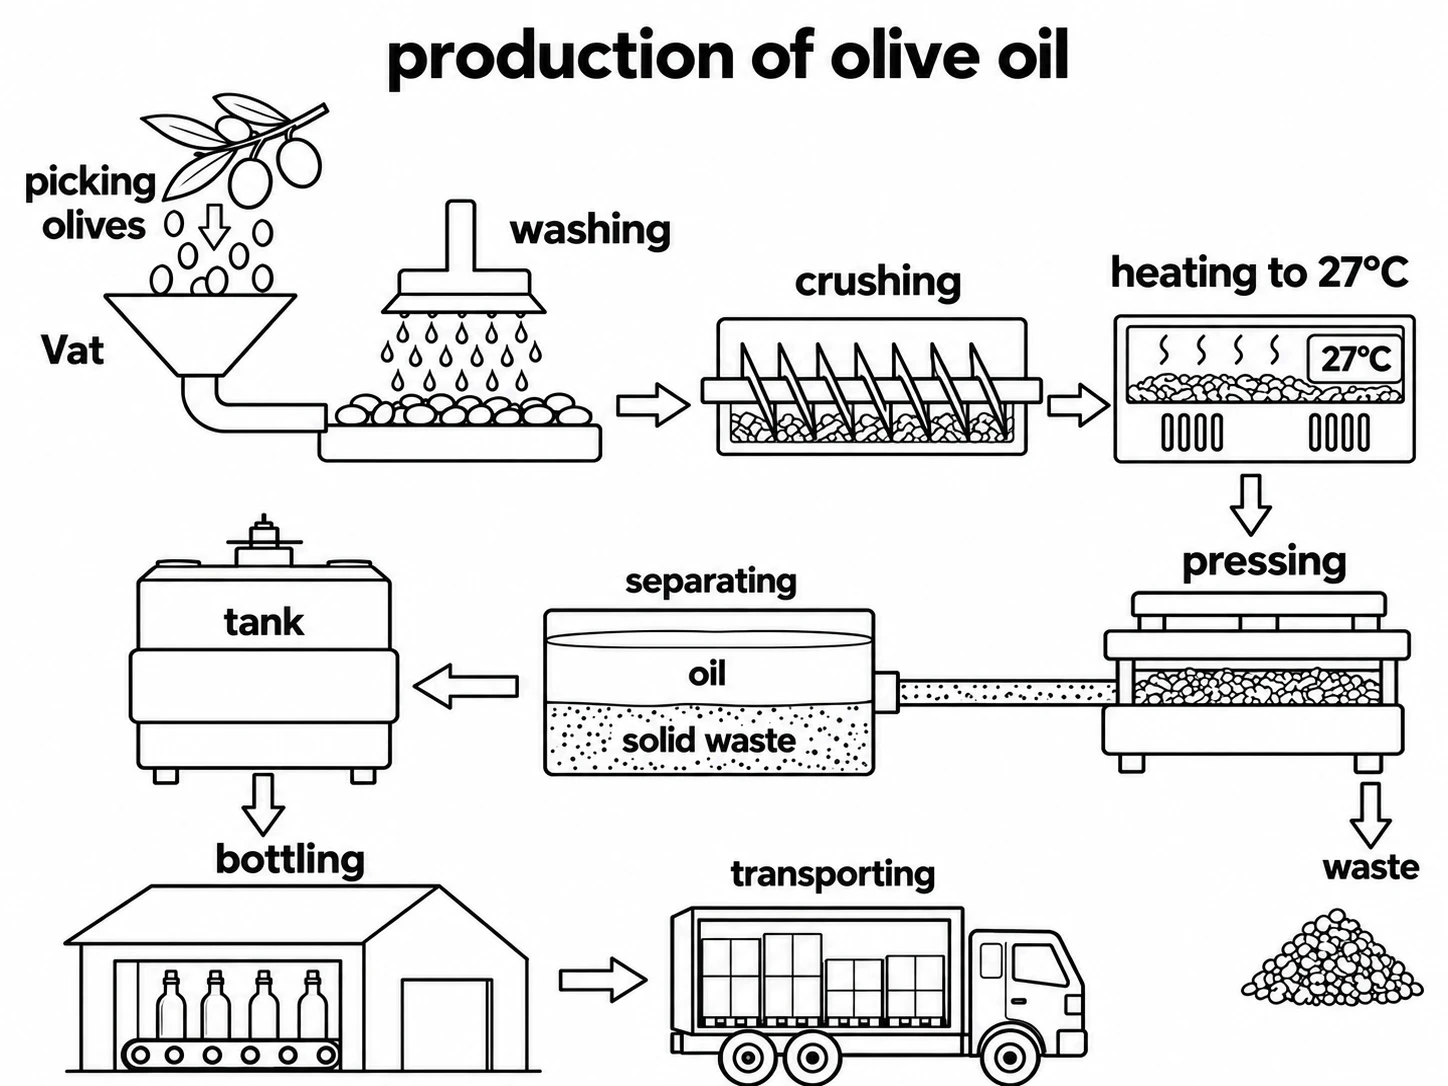 production of olive oil
picking
olives
Vat
washing
crushing
heating to 27°C
27°C
pressing
separating
oil
solid waste
tank
waste
bottling
transporting